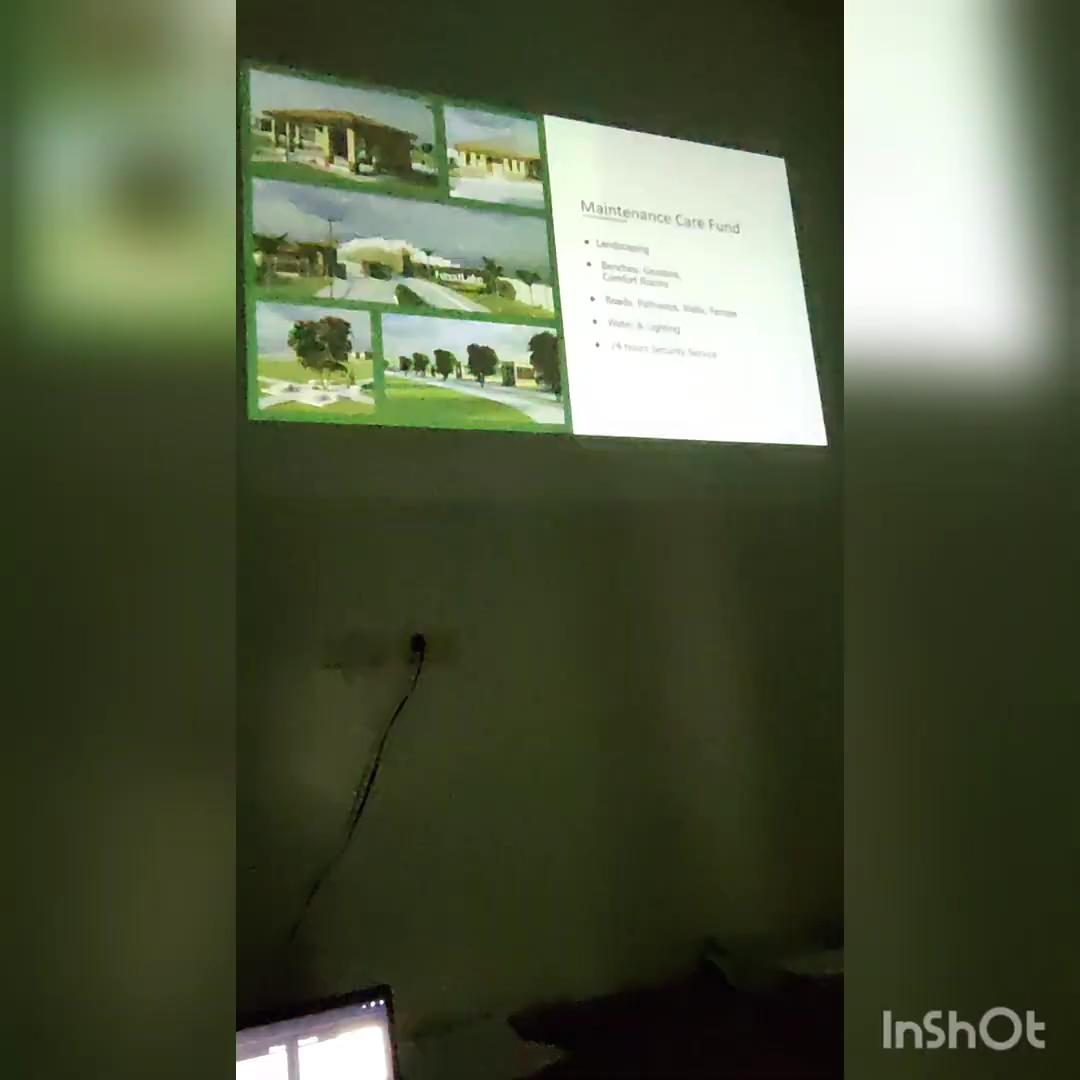 Maintenance Care Fund
• Landscaping
• Benches, Gazebos,
Comfort Rooms
• Roads, Pathways, Walls, Fences
• Water & Lighting
• 24 hours Security Service
ForestLake
InShOt